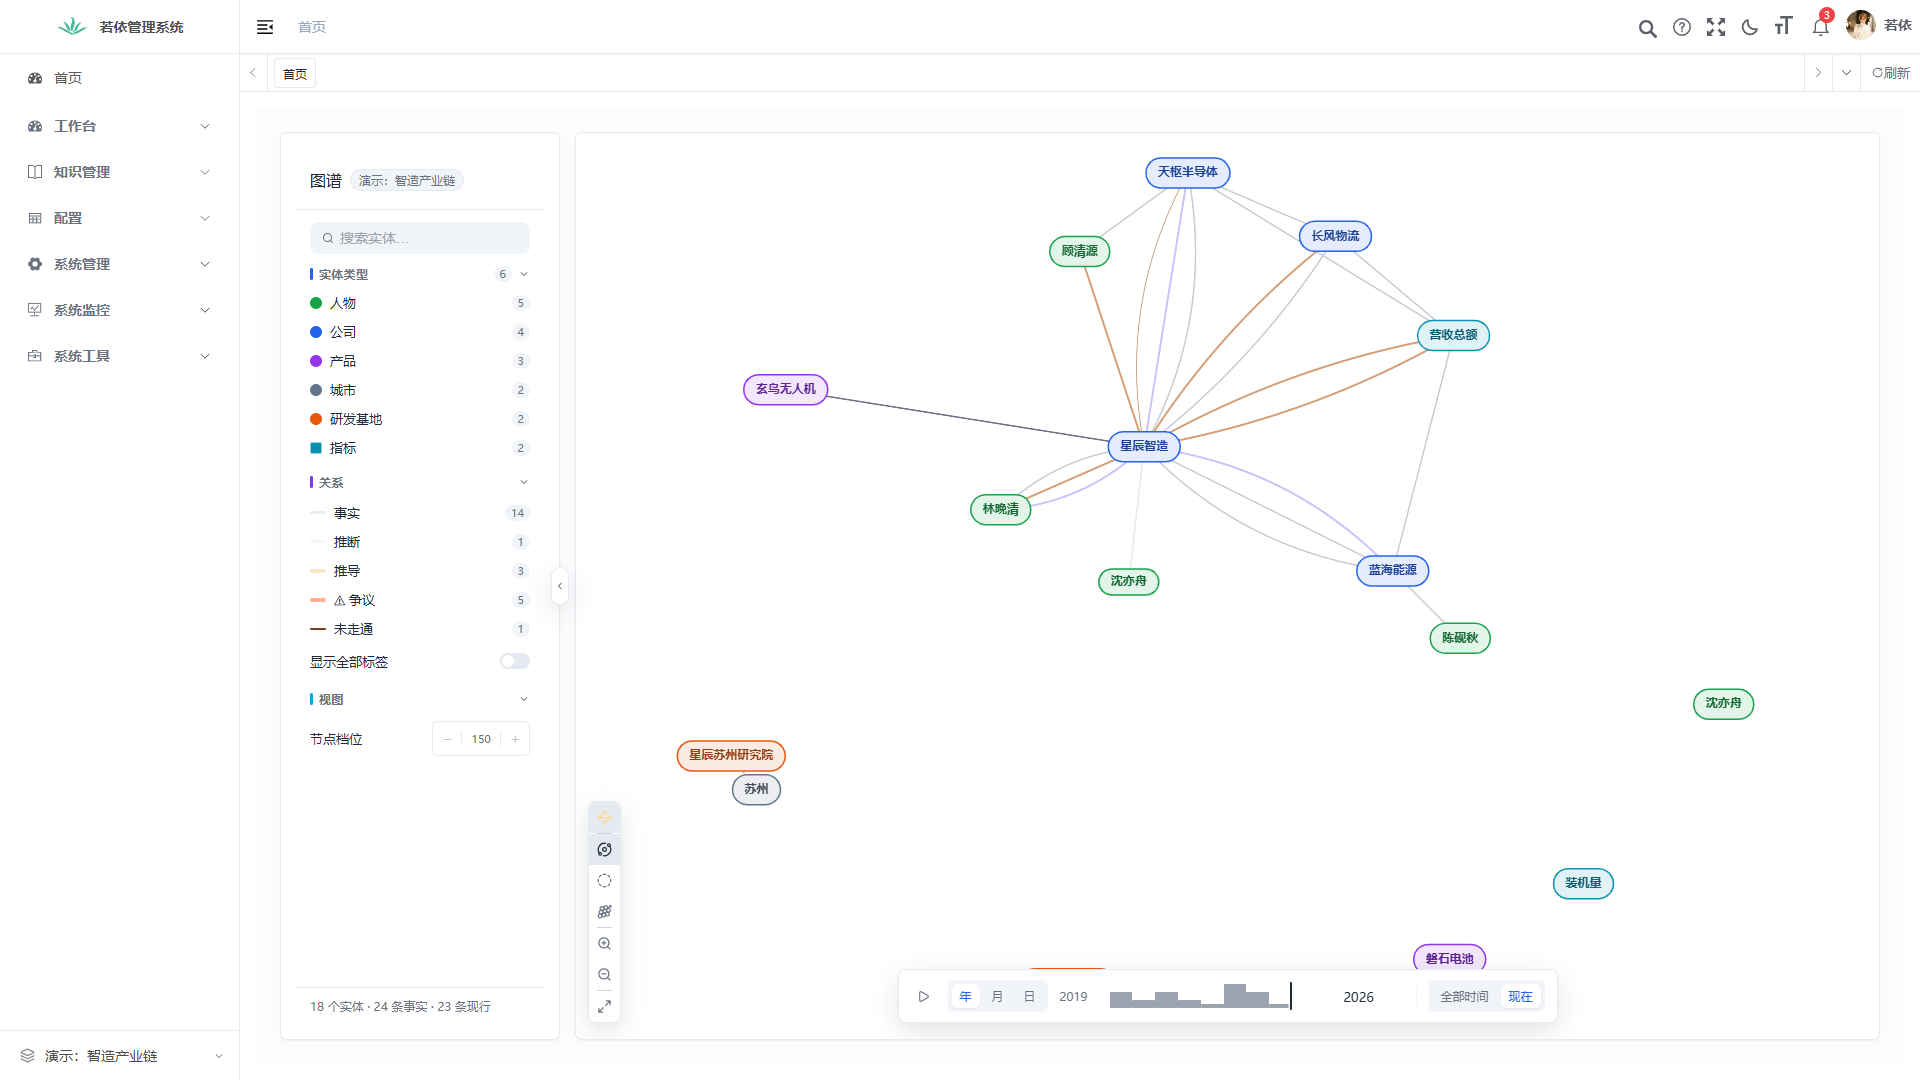 若依管理系统
首页
3
若依
首页
工作台
知识管理
配置
系统管理
系统监控
系统工具
演示：智造产业链
首页
刷新
图谱
演示：智造产业链
搜索实体…
实体类型 6
人物 5
公司 4
产品 3
城市 2
研发基地 2
指标 2
关系
事实 14
推断 1
推导 3
⚠ 争议 5
未走通 1
显示全部标签
视图
节点档位
− 150 +
18 个实体 · 24 条事实 · 23 条现行
天枢半导体
长风物流
顾清源
营收总额
玄鸟无人机
星辰智造
林晚清
沈亦舟
蓝海能源
陈砚秋
沈亦舟
星辰苏州研究院
苏州
装机量
磐石电池
年 月 日 2019 2026 全部时间 现在